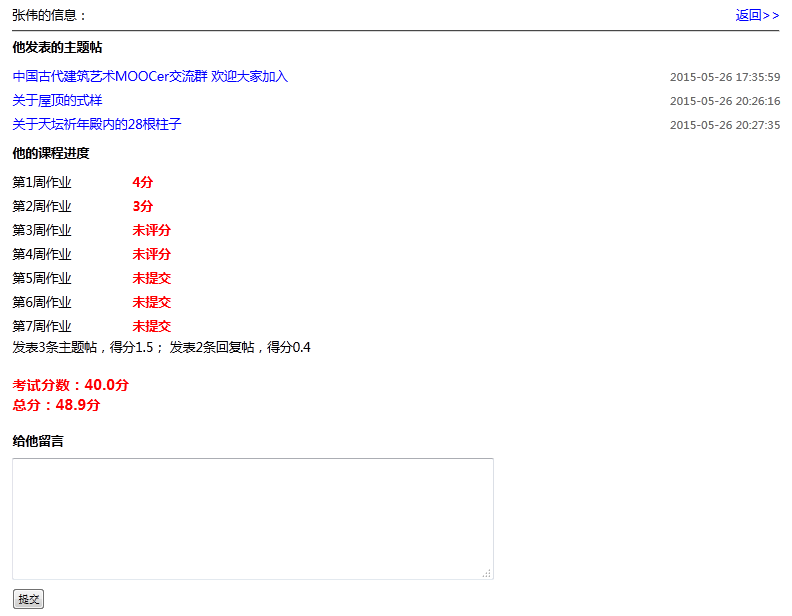 张伟的信息：
返回>>
他发表的主题帖
中国古代建筑艺术MOOCer交流群 欢迎大家加入 2015-05-26 17:35:59
关于屋顶的式样 2015-05-26 20:26:16
关于天坛祈年殿内的28根柱子 2015-05-26 20:27:35
他的课程进度
第1周作业 4分
第2周作业 3分
第3周作业 未评分
第4周作业 未评分
第5周作业 未提交
第6周作业 未提交
第7周作业 未提交
发表3条主题帖，得分1.5； 发表2条回复帖，得分0.4
考试分数：40.0分
总分：48.9分
给他留言
提交